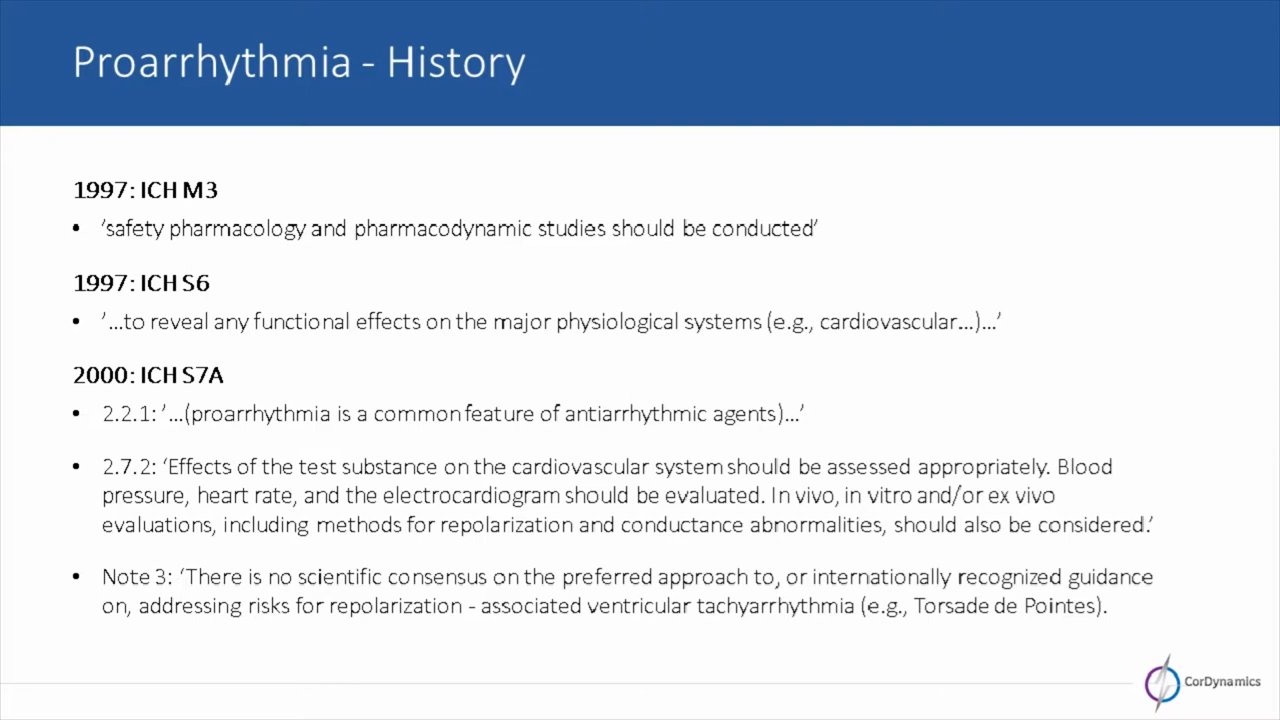 Proarrhythmia - History
1997: ICH M3
• ’safety pharmacology and pharmacodynamic studies should be conducted’
1997: ICH S6
• ’…to reveal any functional effects on the major physiological systems (e.g., cardiovascular…)…’
2000: ICH S7A
• 2.2.1: ’…(proarrhythmia is a common feature of antiarrhythmic agents)…’
• 2.7.2: ‘Effects of the test substance on the cardiovascular system should be assessed appropriately. Blood
pressure, heart rate, and the electrocardiogram should be evaluated. In vivo, in vitro and/or ex vivo
evaluations, including methods for repolarization and conductance abnormalities, should also be considered.’
• Note 3: ‘There is no scientific consensus on the preferred approach to, or internationally recognized guidance
on, addressing risks for repolarization - associated ventricular tachyarrhythmia (e.g., Torsade de Pointes).
CorDynamics